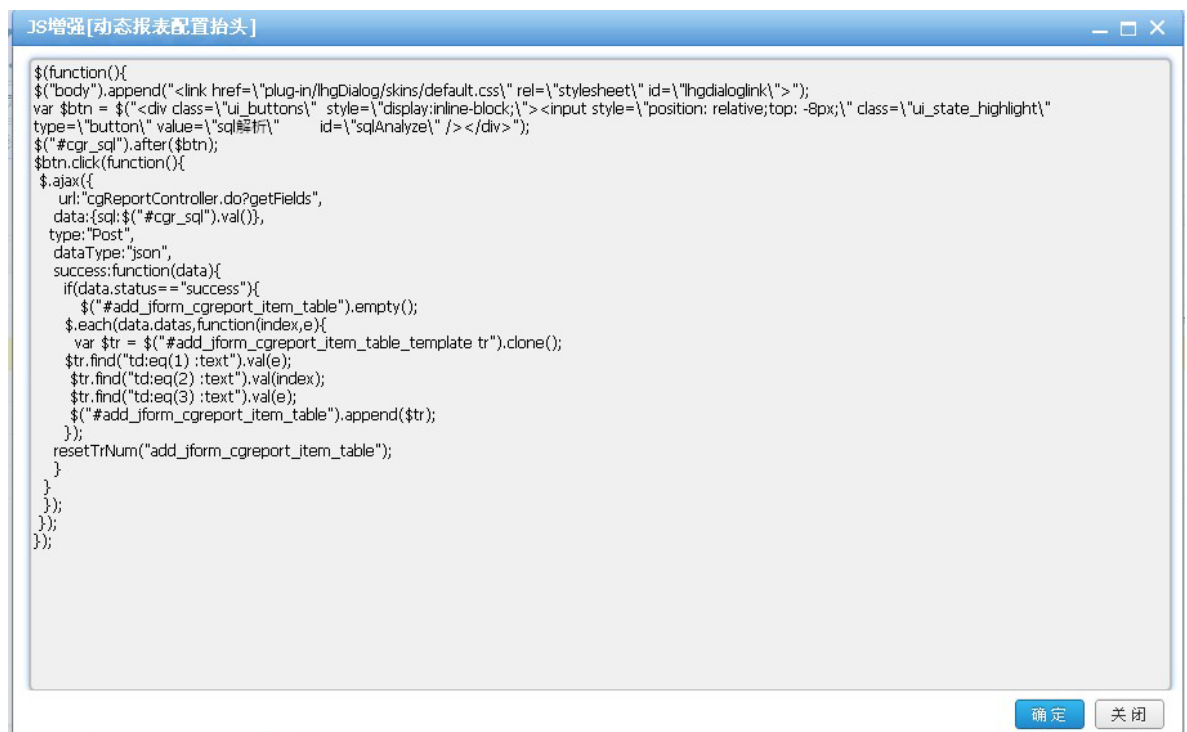 JS增强[动态报表配置抬头]
$(function(){
$("body").append("<link href=\"plug-in/lhgDialog/skins/default.css\" rel=\"stylesheet\" id=\"lhgdialoglink\">");
var $btn = $("<div class=\"ui_buttons\" style=\"display:inline-block;\"><input style=\"position: relative;top: -8px;\" class=\"ui_state_highlight\"
type=\"button\" value=\"sql解析\" id=\"sqlAnalyze\" /></div>");
$("#cgr_sql").after($btn);
$btn.click(function(){
$.ajax({
url:"cgReportController.do?getFields",
data:{sql:$("#cgr_sql").val()},
type:"Post",
dataType:"json",
success:function(data){
if(data.status=="success"){
$("#add_jform_cgreport_item_table").empty();
$.each(data.datas,function(index,e){
var $tr = $("#add_jform_cgreport_item_table_template tr").clone();
$tr.find("td:eq(1) :text").val(e);
$tr.find("td:eq(2) :text").val(index);
$tr.find("td:eq(3) :text").val(e);
$("#add_jform_cgreport_item_table").append($tr);
});
resetTrNum("add_jform_cgreport_item_table");
}
}
});
});
});
确定 关闭